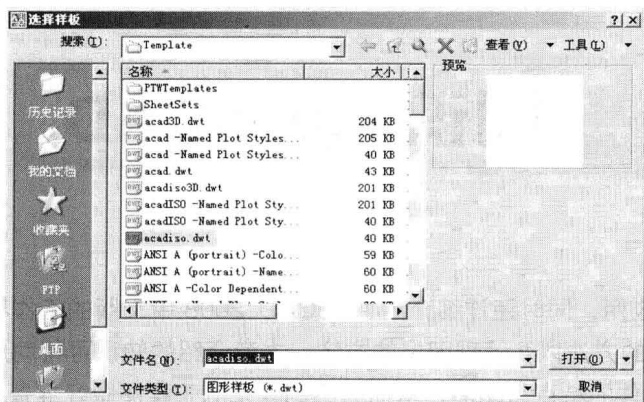 选择样板
搜索(I): Template 查看(V) 工具(L)
名称 大小 预览
PTWTemplates
SheetSets
acad3D.dwt 204 KB
acad -Named Plot Styles... 205 KB
acad -Named Plot Styles... 40 KB
acad.dwt 43 KB
acadiso3D.dwt 201 KB
acadISO -Named Plot Sty... 201 KB
acadISO -Named Plot Sty... 40 KB
acadiso.dwt 40 KB
ANSI A (portrait) -Colo... 59 KB
ANSI A (portrait) -Name... 60 KB
ANSI A -Color Dependent... 60 KB
历史记录
我的文档
收藏夹
FTP
桌面
文件名(N): acadiso.dwt 打开(O)
文件类型(T): 图形样板 (*.dwt) 取消